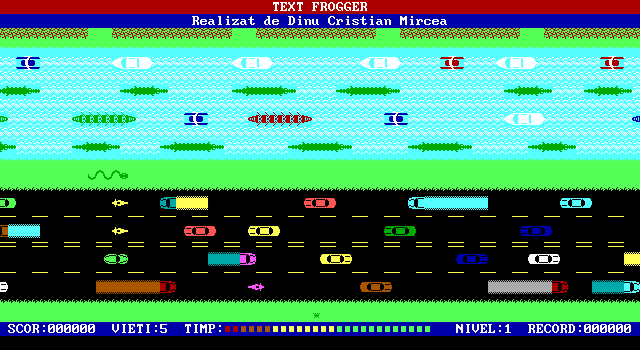 TEXT FROGGER
Realizat de Dinu Cristian Mircea
SCOR:000000 VIETI:5 TIMP: NIVEL:1 RECORD:000000